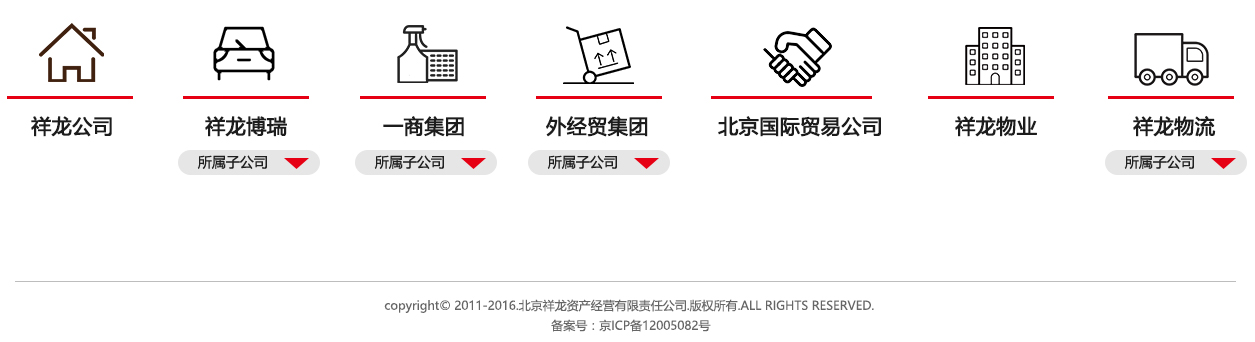 祥龙公司 祥龙博瑞 一商集团 外经贸集团 北京国际贸易公司 祥龙物业 祥龙物流
所属子公司 所属子公司 所属子公司 所属子公司
copyright© 2011-2016.北京祥龙资产经营有限责任公司.版权所有.ALL RIGHTS RESERVED.
备案号：京ICP备12005082号